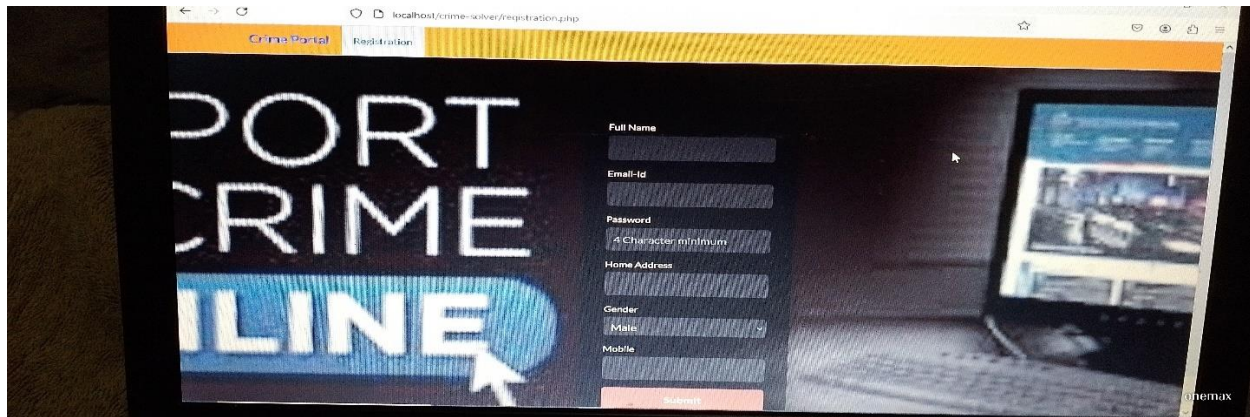 localhost/crime-solver/registration.php
Crime Portal Registration
PORT
CRIME
NLINE
Full Name
Email-Id
Password
4 Character minimum
Home Address
Gender
Male
Mobile
Submit
onemax